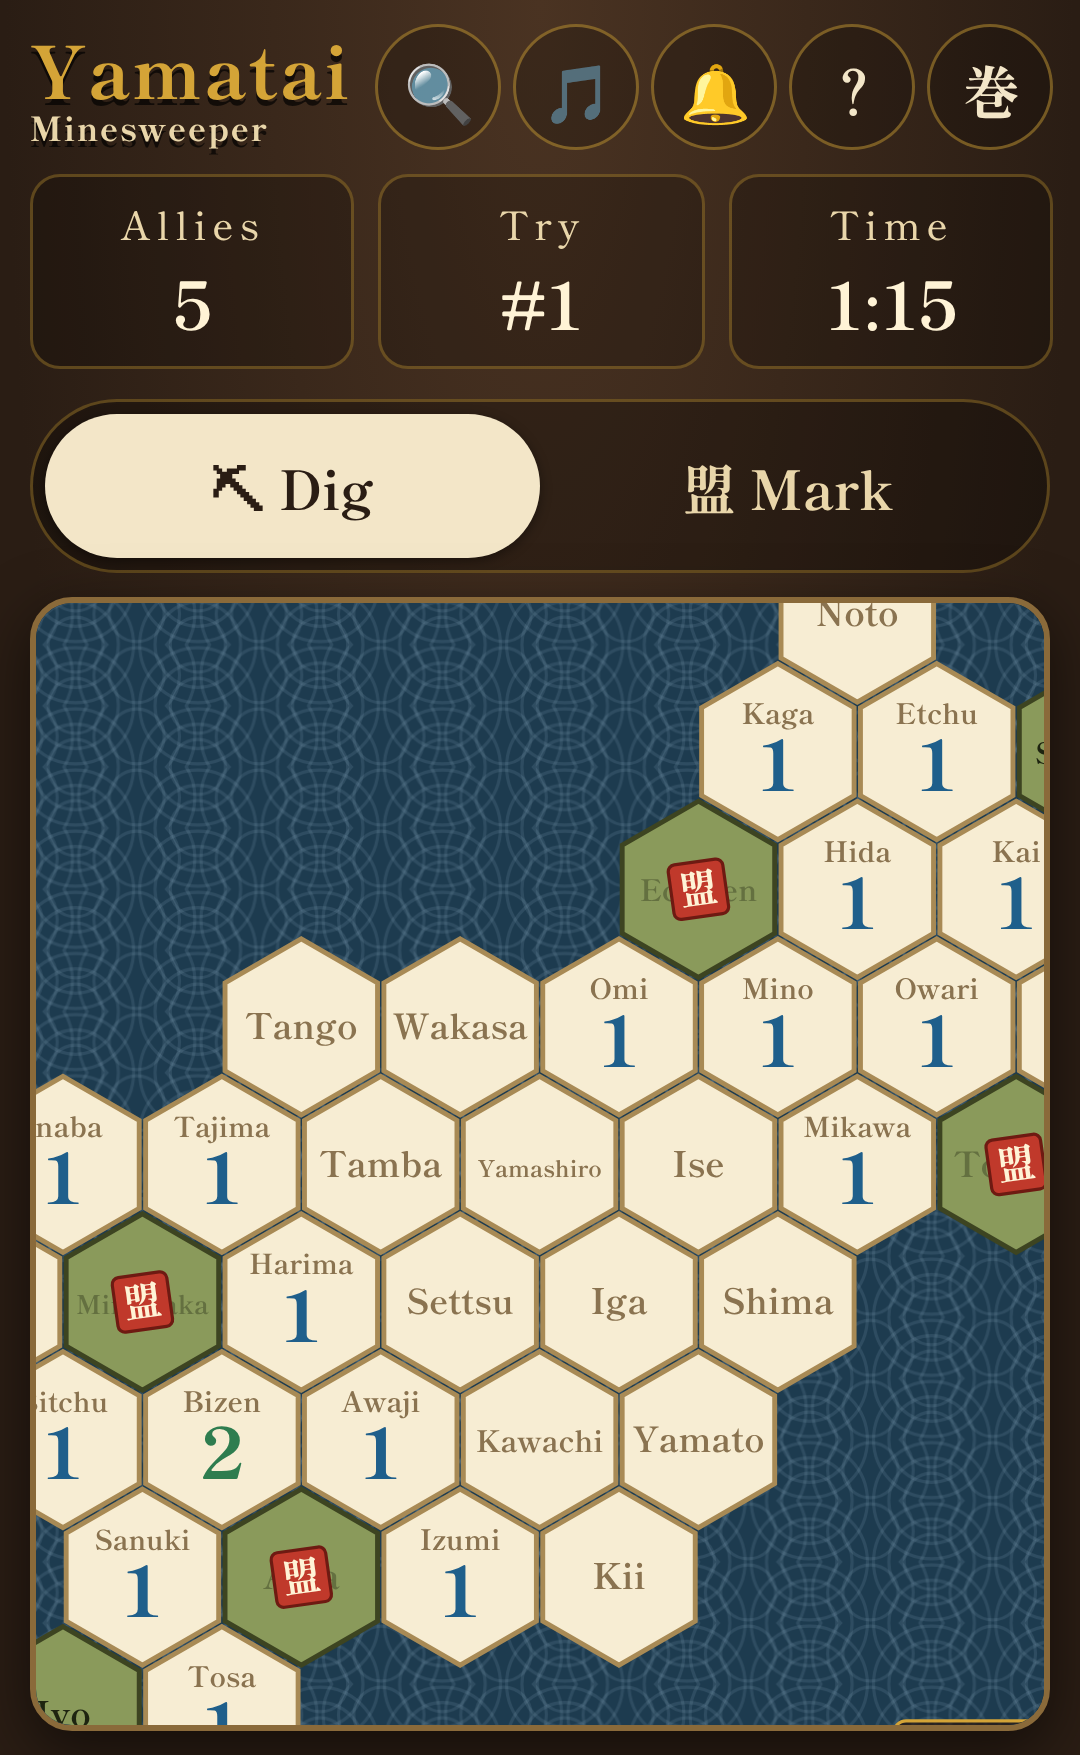 Yamatai
Minesweeper
?
巻
Allies
5
Try
#1
Time
1:15
Dig
盟 Mark
Noto
Kaga
1
Etchu
1
盟
Hida
1
Kai
1
Tango
Wakasa
Omi
1
Mino
1
Owari
1
naba
1
Tajima
1
Tamba
Yamashiro
Ise
Mikawa
1
盟
盟
Harima
1
Settsu
Iga
Shima
itchu
1
Bizen
2
Awaji
1
Kawachi
Yamato
Sanuki
1
盟
Izumi
1
Kii
Iyo
Tosa
1